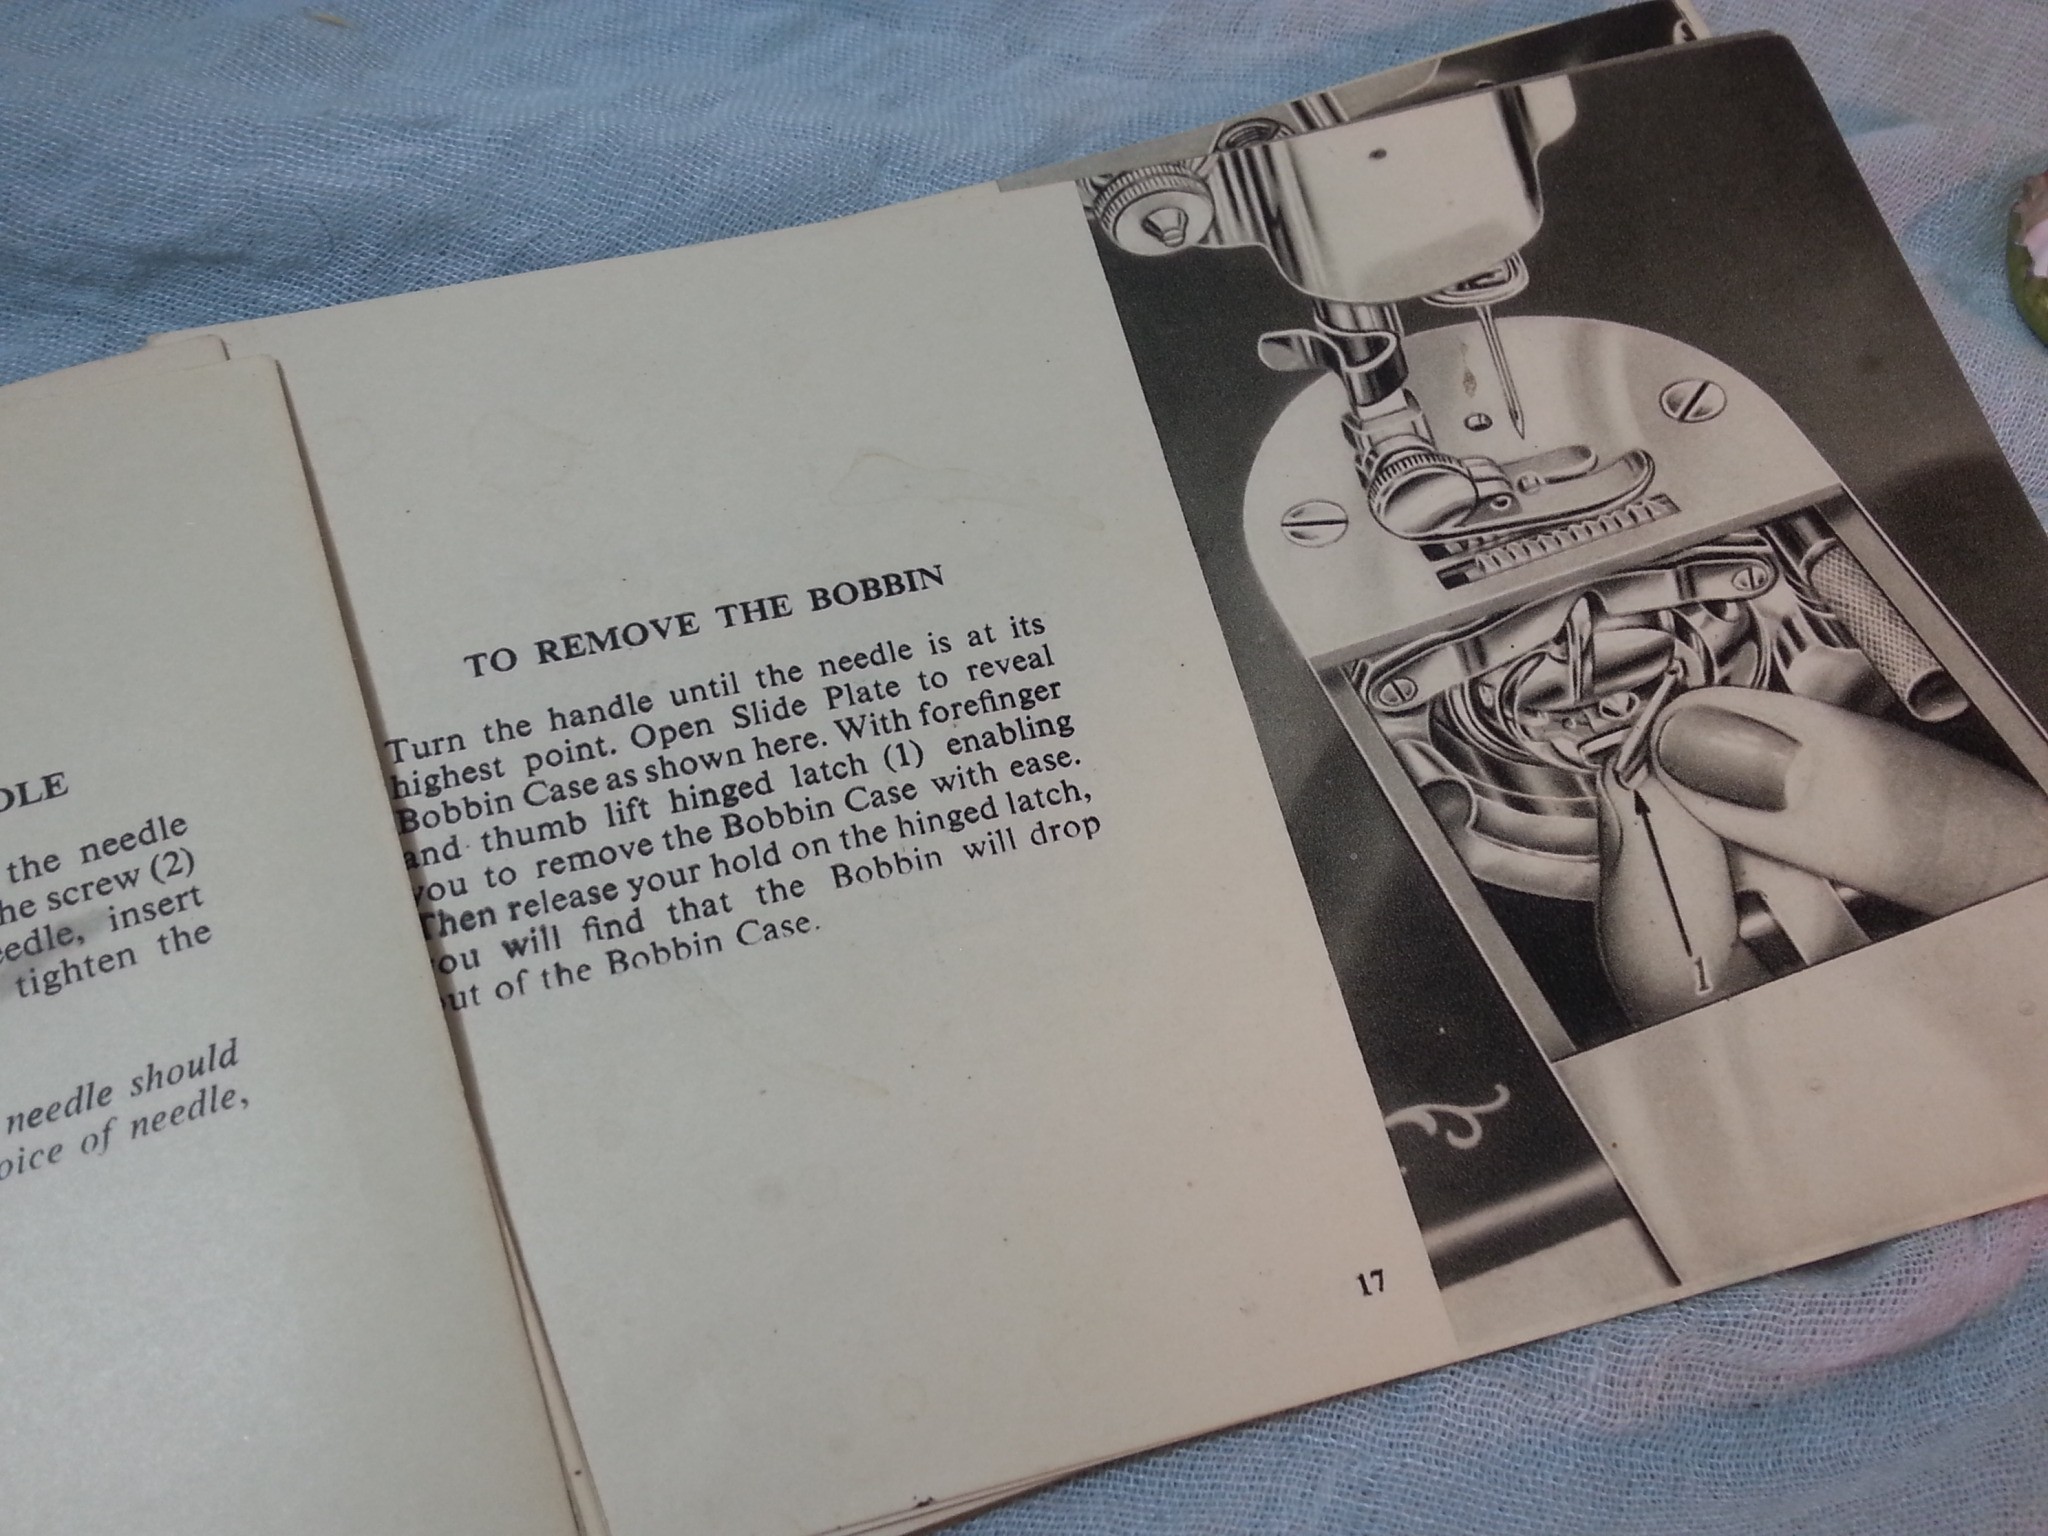 OLE
the needle
he screw (2)
eedle, insert
tighten the
needle should
oice of needle,
TO REMOVE THE BOBBIN
Turn the handle until the needle is at its
highest point. Open Slide Plate to reveal
Bobbin Case as shown here. With forefinger
and thumb lift hinged latch (1) enabling
you to remove the Bobbin Case with ease.
Then release your hold on the hinged latch,
you will find that the Bobbin will drop
out of the Bobbin Case.
17
1